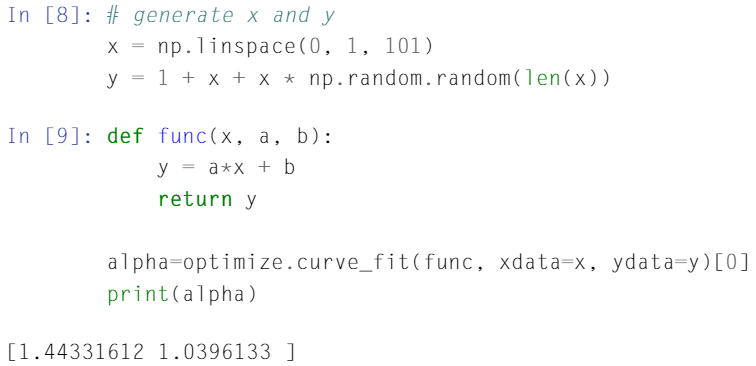 In [8]: # generate x and y
x = np.linspace(0, 1, 101)
y = 1 + x + x * np.random.random(len(x))
In [9]: def func(x, a, b):
y = a*x + b
return y
alpha=optimize.curve_fit(func, xdata=x, ydata=y)[0]
print(alpha)
[1.44331612 1.0396133 ]